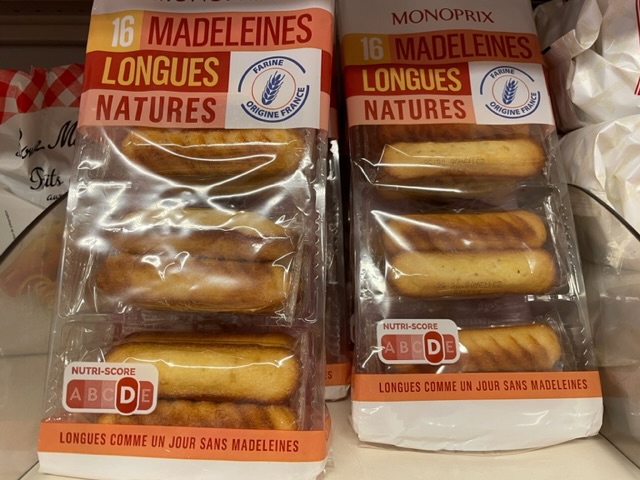 MONOPRIX
16 MADELEINES
LONGUES
NATURES
FARINE
ORIGINE FRANCE
NUTRI-SCORE
A B C D E
LONGUES COMME UN JOUR SANS MADELEINES
MONOPRIX
16 MADELEINES
LONGUES
NATURES
FARINE
ORIGINE FRANCE
NUTRI-SCORE
A B C D E
LONGUES COMME UN JOUR SANS MADELEINES